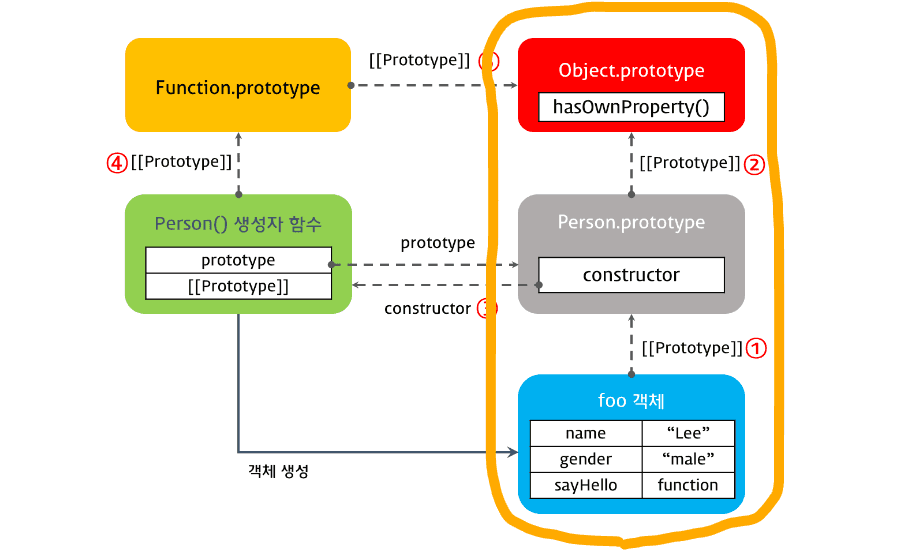 [[Prototype]]
Function.prototype
Object.prototype
hasOwnProperty()
④ [[Prototype]]
[[Prototype]] ②
Person() 생성자 함수
prototype
[[Prototype]]
prototype
constructor ③
Person.prototype
constructor
[[Prototype]] ①
foo 객체
name “Lee”
gender “male”
sayHello function
객체 생성